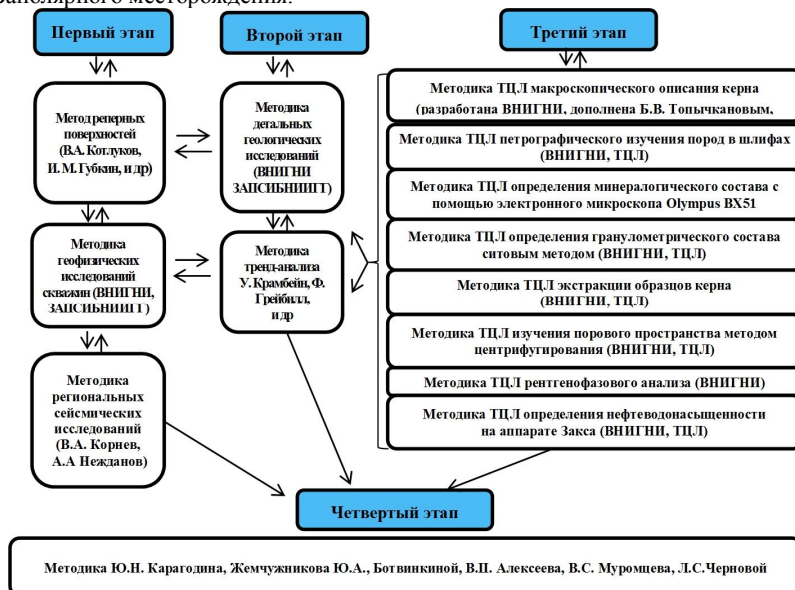 Заполярного месторождения.
Первый этап
Второй этап
Третий этап
Метод реперных
поверхностей
(В.А. Котлуков,
И. М. Губкин, и др)
Методика
геофизических
исследований
скважин (ВНИГНИ,
ЗАПСИБНИИГГ)
Методика
региональных
сейсмических
исследований
(В.А. Корнев,
А.А Нежданов)
Методика
детальных
геологических
исследований
(ВНИГНИ
ЗАПСИБНИИГГ)
Методика
тренд-анализа
У. Крамбейн, Ф.
Грейбилл,
и др
Методика ТЦЛ макроскопического описания керна
(разработана ВНИГНИ, дополнена Б.В. Топычкановым,
Методика ТЦЛ петрографического изучения пород в шлифах
(ВНИГНИ, ТЦЛ)
Методика ТЦЛ определения минералогического состава с
помощью электронного микроскопа Olympus BX51
Методика ТЦЛ определения гранулометрического состава
ситовым методом (ВНИГНИ, ТЦЛ)
Методика ТЦЛ экстракции образцов керна
(ВНИГНИ, ТЦЛ)
Методика ТЦЛ изучения порового пространства методом
центрифугирования (ВНИГНИ, ТЦЛ)
Методика ТЦЛ рентгенофазового анализа (ВНИГНИ)
Методика ТЦЛ определения нефтеводонасыщенности
на аппарате Закса (ВНИГНИ, ТЦЛ)
Четвертый этап
Методика Ю.Н. Карагодина, Жемчужникова Ю.А., Ботвинкиной, В.П. Алексеева, В.С. Муромцева, Л.С.Черновой